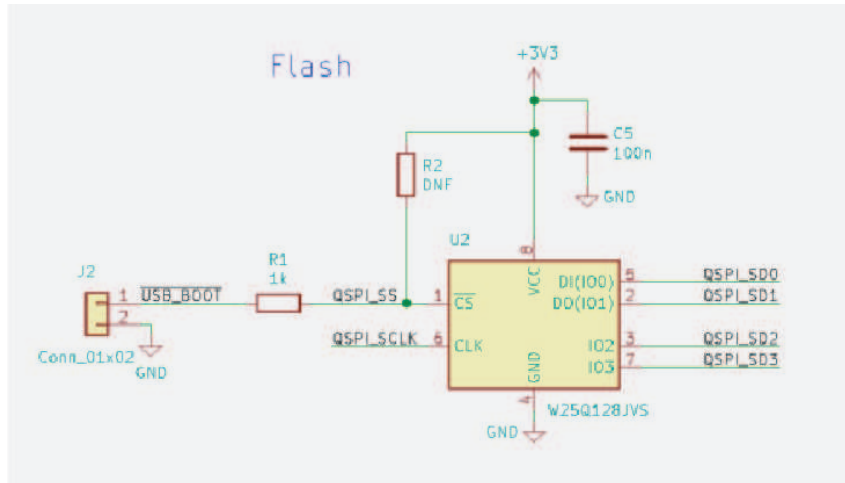 Flash
+3V3
C5
100n
GND
R2
DNF
U2
J2
R1
1k
1
USB_BOOT
QSPI_SS
1
CS
VCC
8
DI(IO0)
5
QSPI_SD0
DO(IO1)
2
QSPI_SD1
2
QSPI_SCLK
6
CLK
IO2
3
QSPI_SD2
IO3
7
QSPI_SD3
Conn_01x02
GND
GND
4
W25Q128JVS
GND